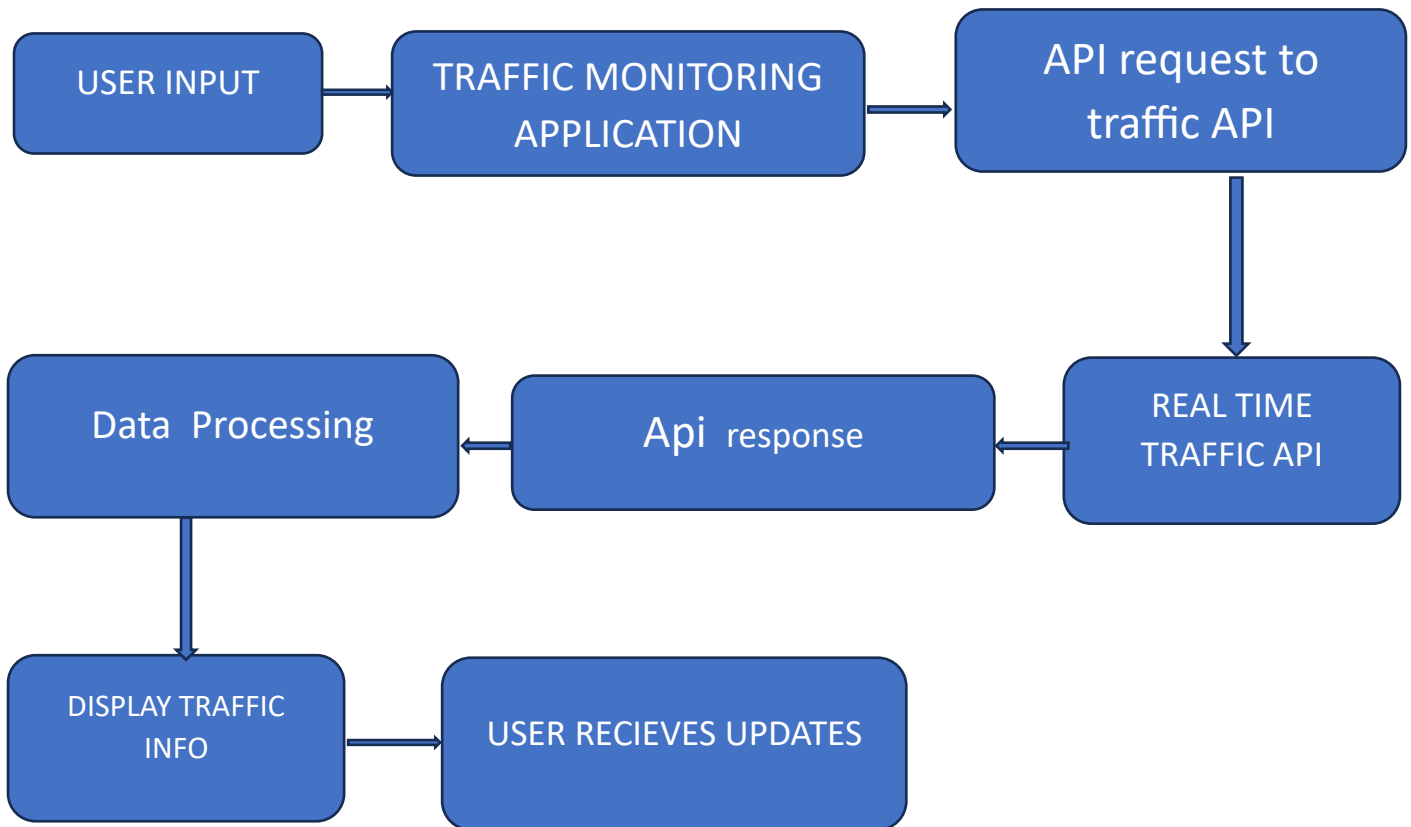 USER INPUT
TRAFFIC MONITORING
APPLICATION
API request to
traffic API
REAL TIME
TRAFFIC API
Api response
Data Processing
DISPLAY TRAFFIC
INFO
USER RECIEVES UPDATES